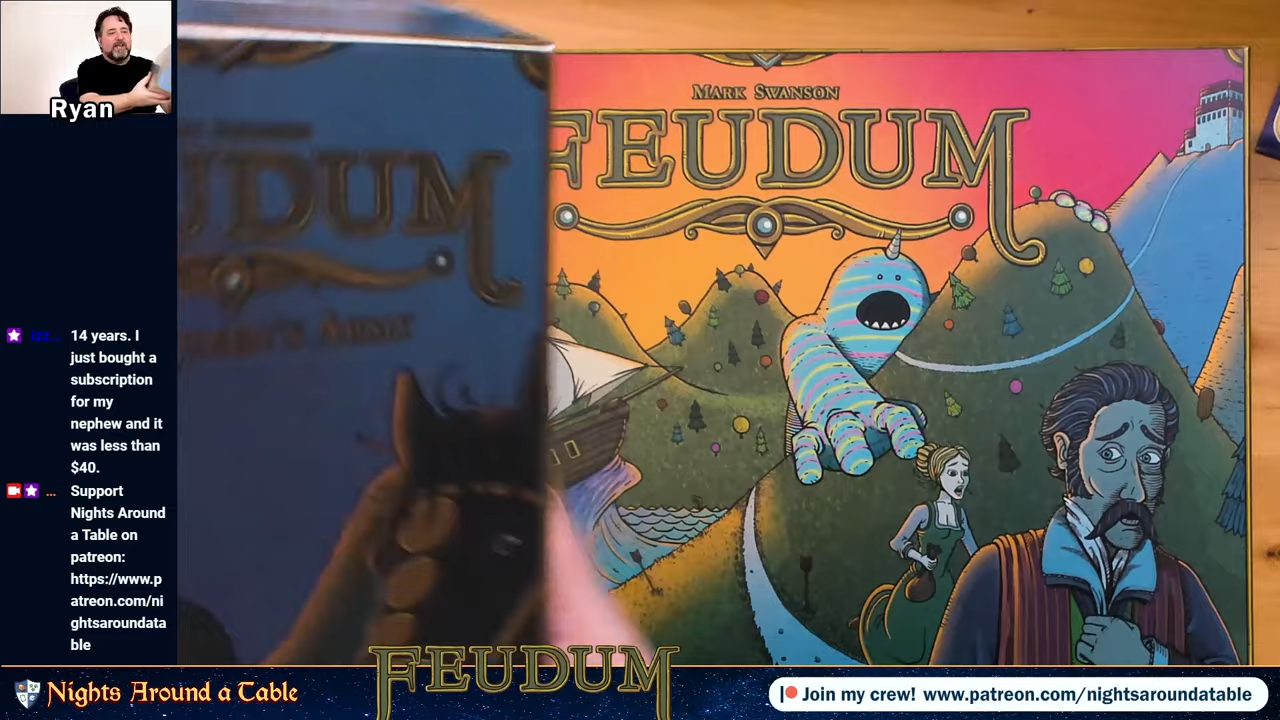 Ryan
MARK SWANSON
FEUDUM
UDUM
14 years. I
just bought a
subscription
for my
nephew and it
was less than
$40.
...
Support
Nights Around
a Table on
patreon:
https://www.p
atreon.com/ni
ghtsaroundata
ble
FEUDUM
Nights Around a Table
Join my crew! www.patreon.com/nightsaroundatable